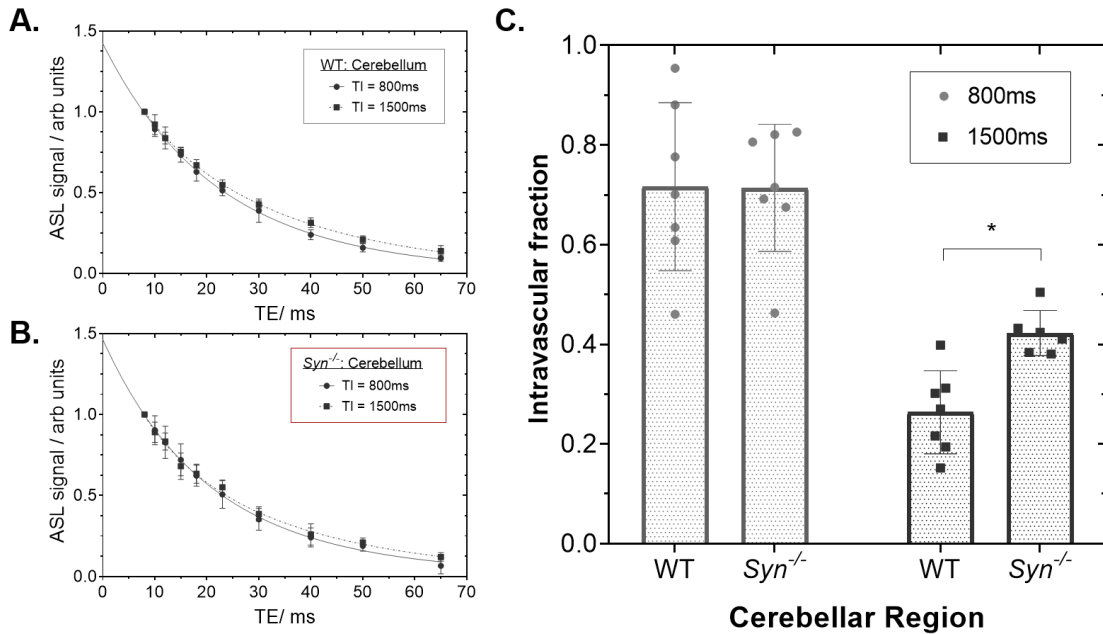 A.
ASL signal / arb units
1.5
1.0
0.5
0.0
WT: Cerebellum
TI = 800ms
TI = 1500ms
0 10 20 30 40 50 60 70
TE/ ms
B.
ASL signal / arb units
1.5
1.0
0.5
0.0
Syn-/-: Cerebellum
TI = 800ms
TI = 1500ms
0 10 20 30 40 50 60 70
TE/ ms
C.
Intravascular fraction
1.0
0.8
0.6
0.4
0.2
0.0
800ms
1500ms
*
WT Syn-/- WT Syn-/-
Cerebellar Region